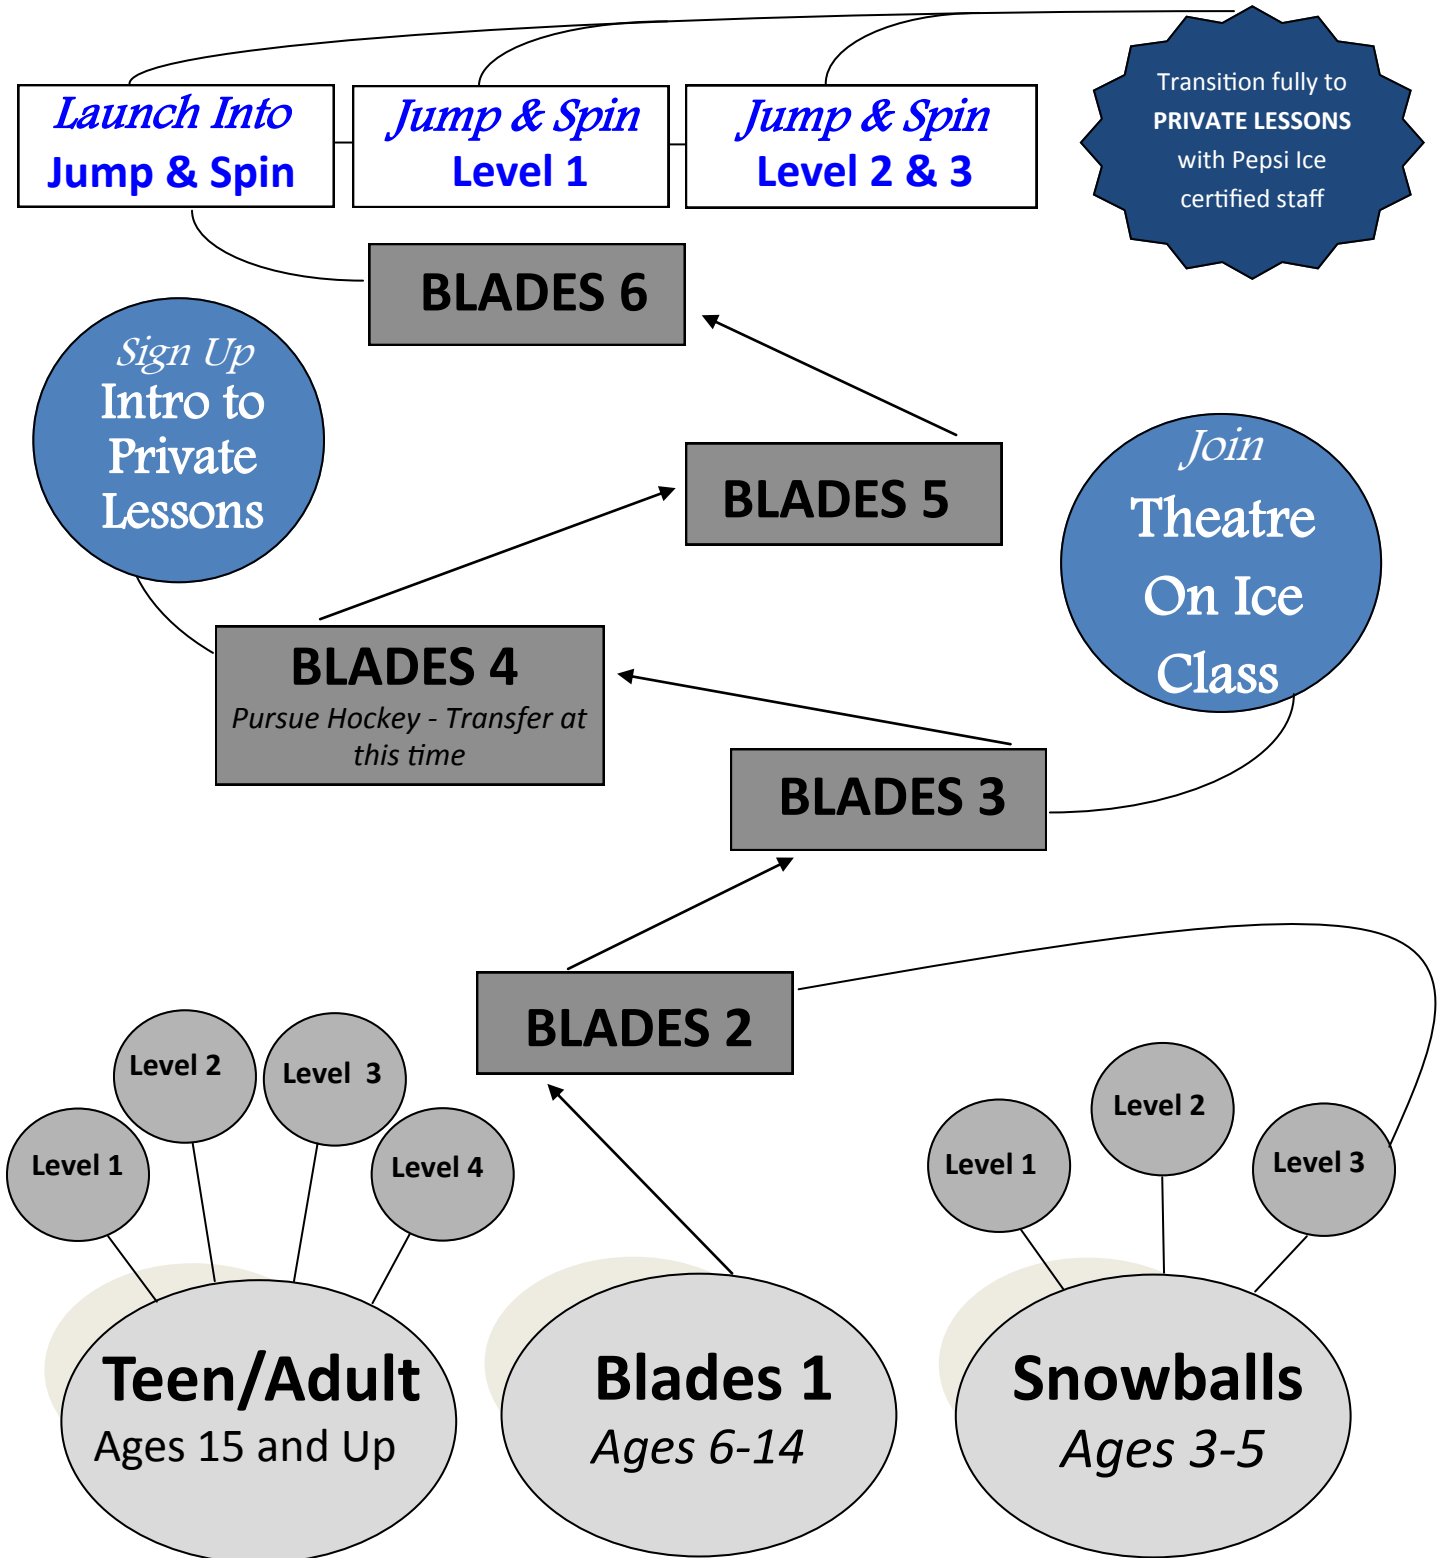 Launch Into
Jump & Spin
Jump & Spin
Level 1
Jump & Spin
Level 2 & 3
Transition fully to
PRIVATE LESSONS
with Pepsi Ice
certified staff
BLADES 6
Sign Up
Intro to
Private
Lessons
BLADES 5
Join
Theatre
On Ice
Class
BLADES 4
Pursue Hockey - Transfer at
this time
BLADES 3
BLADES 2
Level 1
Level 2
Level 3
Level 4
Level 1
Level 2
Level 3
Teen/Adult
Ages 15 and Up
Blades 1
Ages 6-14
Snowballs
Ages 3-5